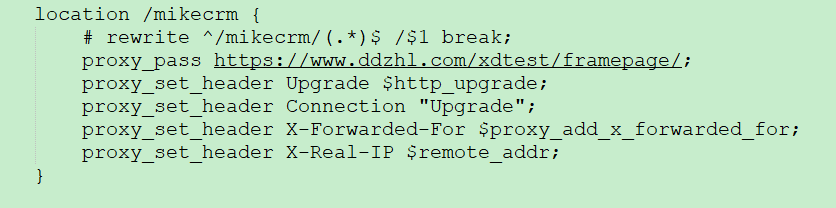 location /mikecrm {
# rewrite ^/mikecrm/(.*)$ /$1 break;
proxy_pass https://www.ddzhl.com/xdtest/framepage/;
proxy_set_header Upgrade $http_upgrade;
proxy_set_header Connection "Upgrade";
proxy_set_header X-Forwarded-For $proxy_add_x_forwarded_for;
proxy_set_header X-Real-IP $remote_addr;
}